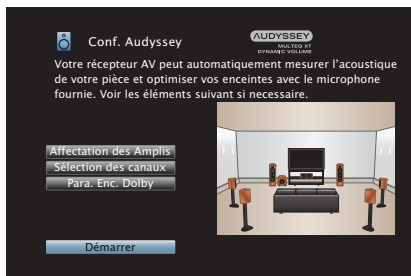 Conf. Audyssey
AUDYSSEY
MULTEQ XT
DYNAMIC VOLUME
Votre récepteur AV peut automatiquement mesurer l'acoustique
de votre pièce et optimiser vos enceintes avec le microphone
fournie. Voir les éléments suivant si necessaire.
Affectation des Amplis
Sélection des canaux
Para. Enc. Dolby
Démarrer